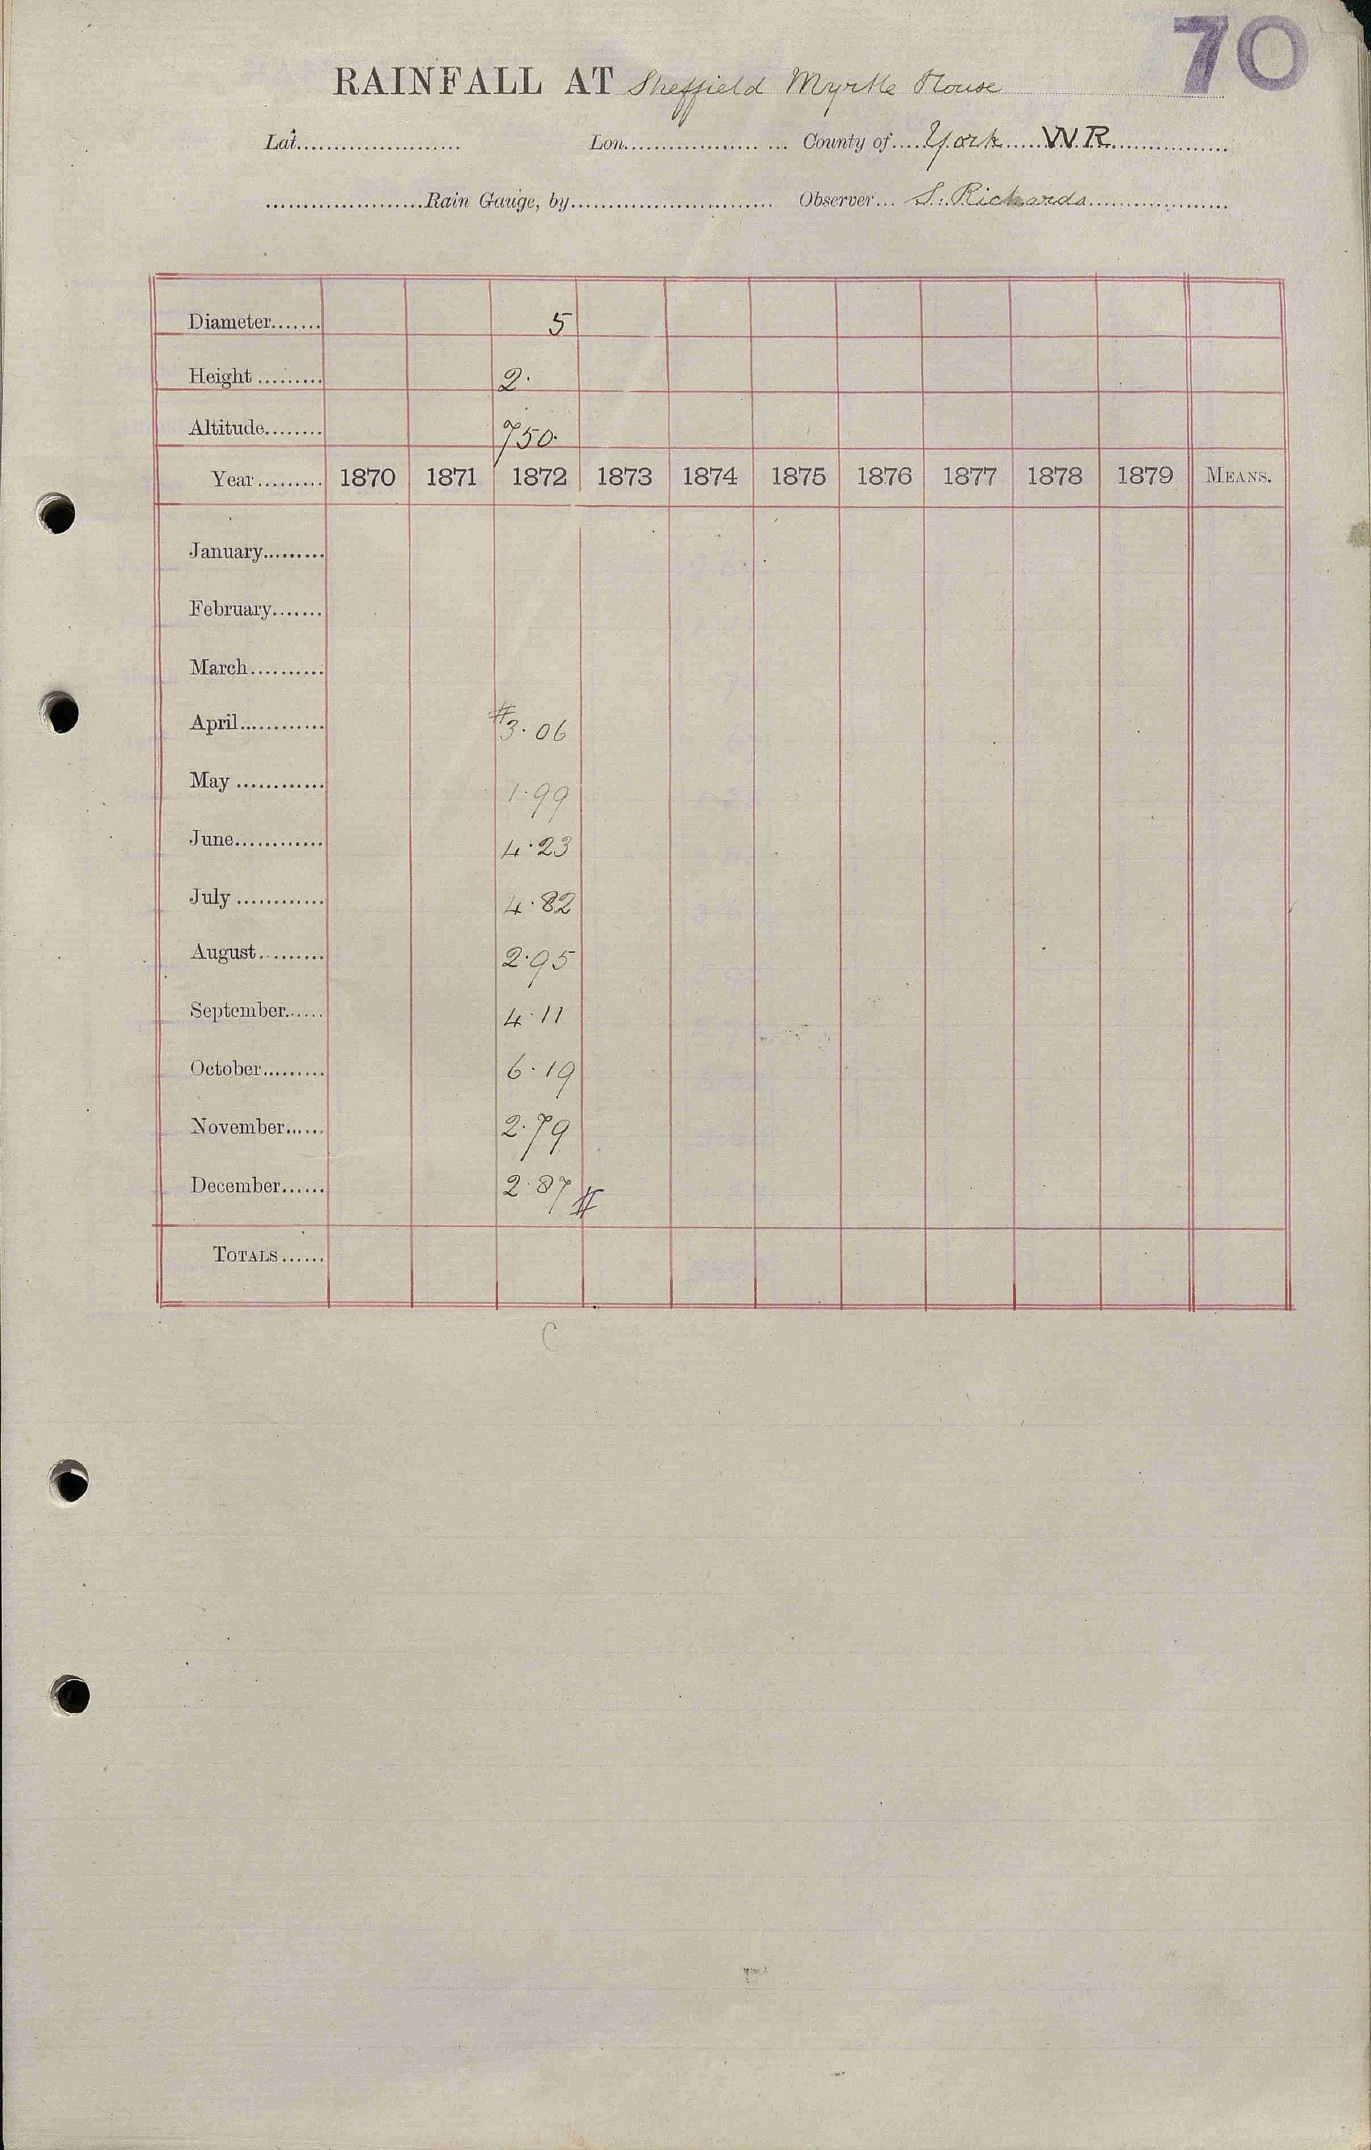 70
RAINFALL AT Sheffield Myrtle House
Lat. Lon. County of York W.R.
Rain Gauge, by Observer S. Richards
Diameter 5
Height 2.
Altitude 750.
Year 1870 1871 1872 1873 1874 1875 1876 1877 1878 1879 MEANS.
January
February
March
April #3.06
May 1.99
June 4.23
July 4.82
August 2.95
September 4.11
October 6.19
November 2.79
December 2.87 #
TOTALS
C